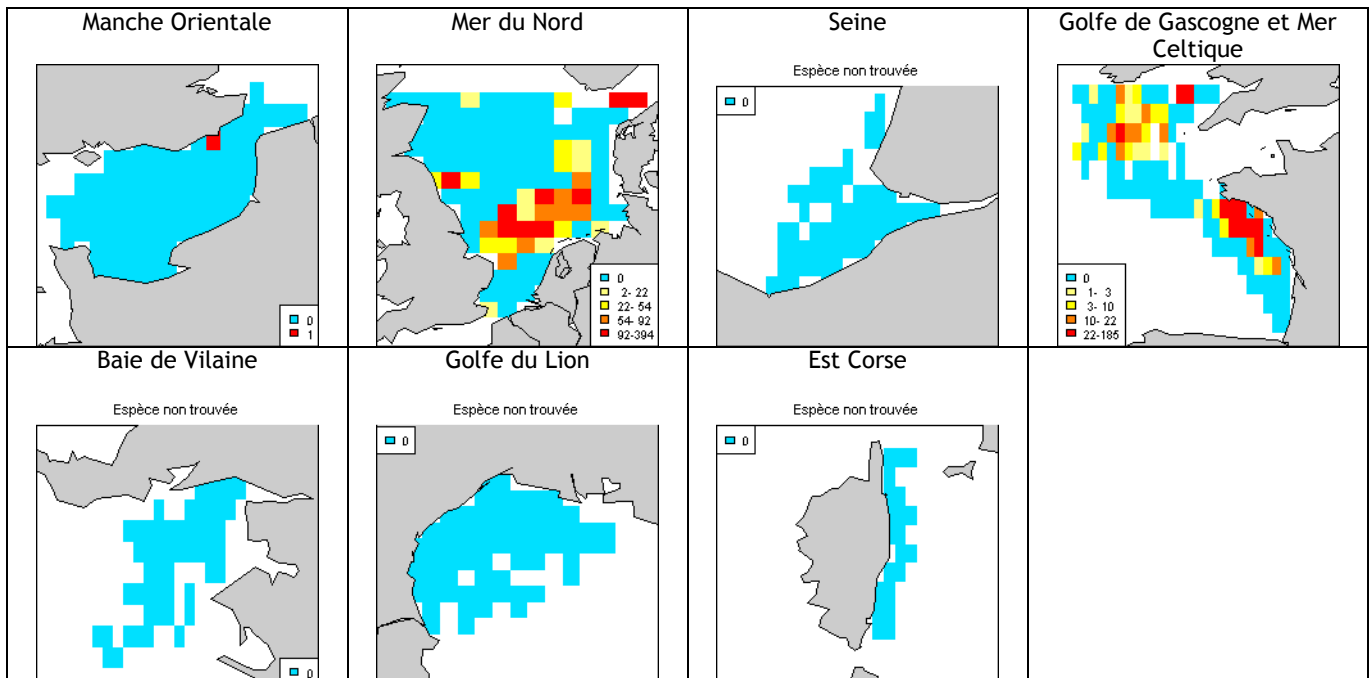 Manche Orientale
0
1
Mer du Nord
0
2- 22
22- 54
54- 92
92-394
Seine
Espèce non trouvée
0
Golfe de Gascogne et Mer
Celtique
0
1- 3
3- 10
10- 22
22-185
Baie de Vilaine
Espèce non trouvée
0
Golfe du Lion
Espèce non trouvée
0
Est Corse
Espèce non trouvée
0